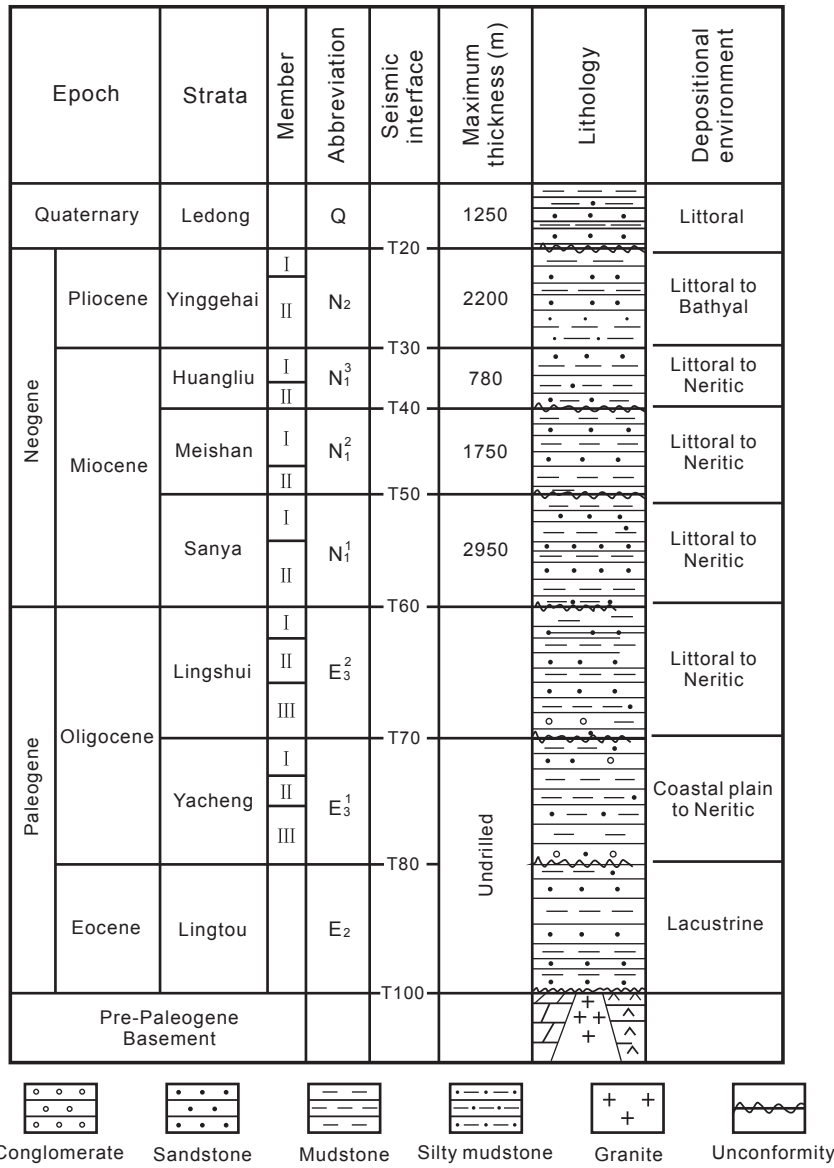 Epoch
Strata
Member
Abbreviation
Seismic
interface
Maximum
thickness (m)
Lithology
Depositional
environment
Quaternary
Ledong
Q
1250
Littoral
T20
Neogene
Pliocene
Yinggehai
I
II
N₂
2200
Littoral to
Bathyal
T30
Miocene
Huangliu
I
II
N₁³
780
Littoral to
Neritic
T40
Meishan
I
II
N₁²
1750
Littoral to
Neritic
T50
Sanya
I
II
N₁¹
2950
Littoral to
Neritic
T60
Paleogene
Oligocene
Lingshui
I
II
III
E₃²
Littoral to
Neritic
T70
Yacheng
I
II
III
E₃¹
Undrilled
Coastal plain
to Neritic
T80
Eocene
Lingtou
E₂
Lacustrine
T100
Pre-Paleogene
Basement
Conglomerate
Sandstone
Mudstone
Silty mudstone
Granite
Unconformity